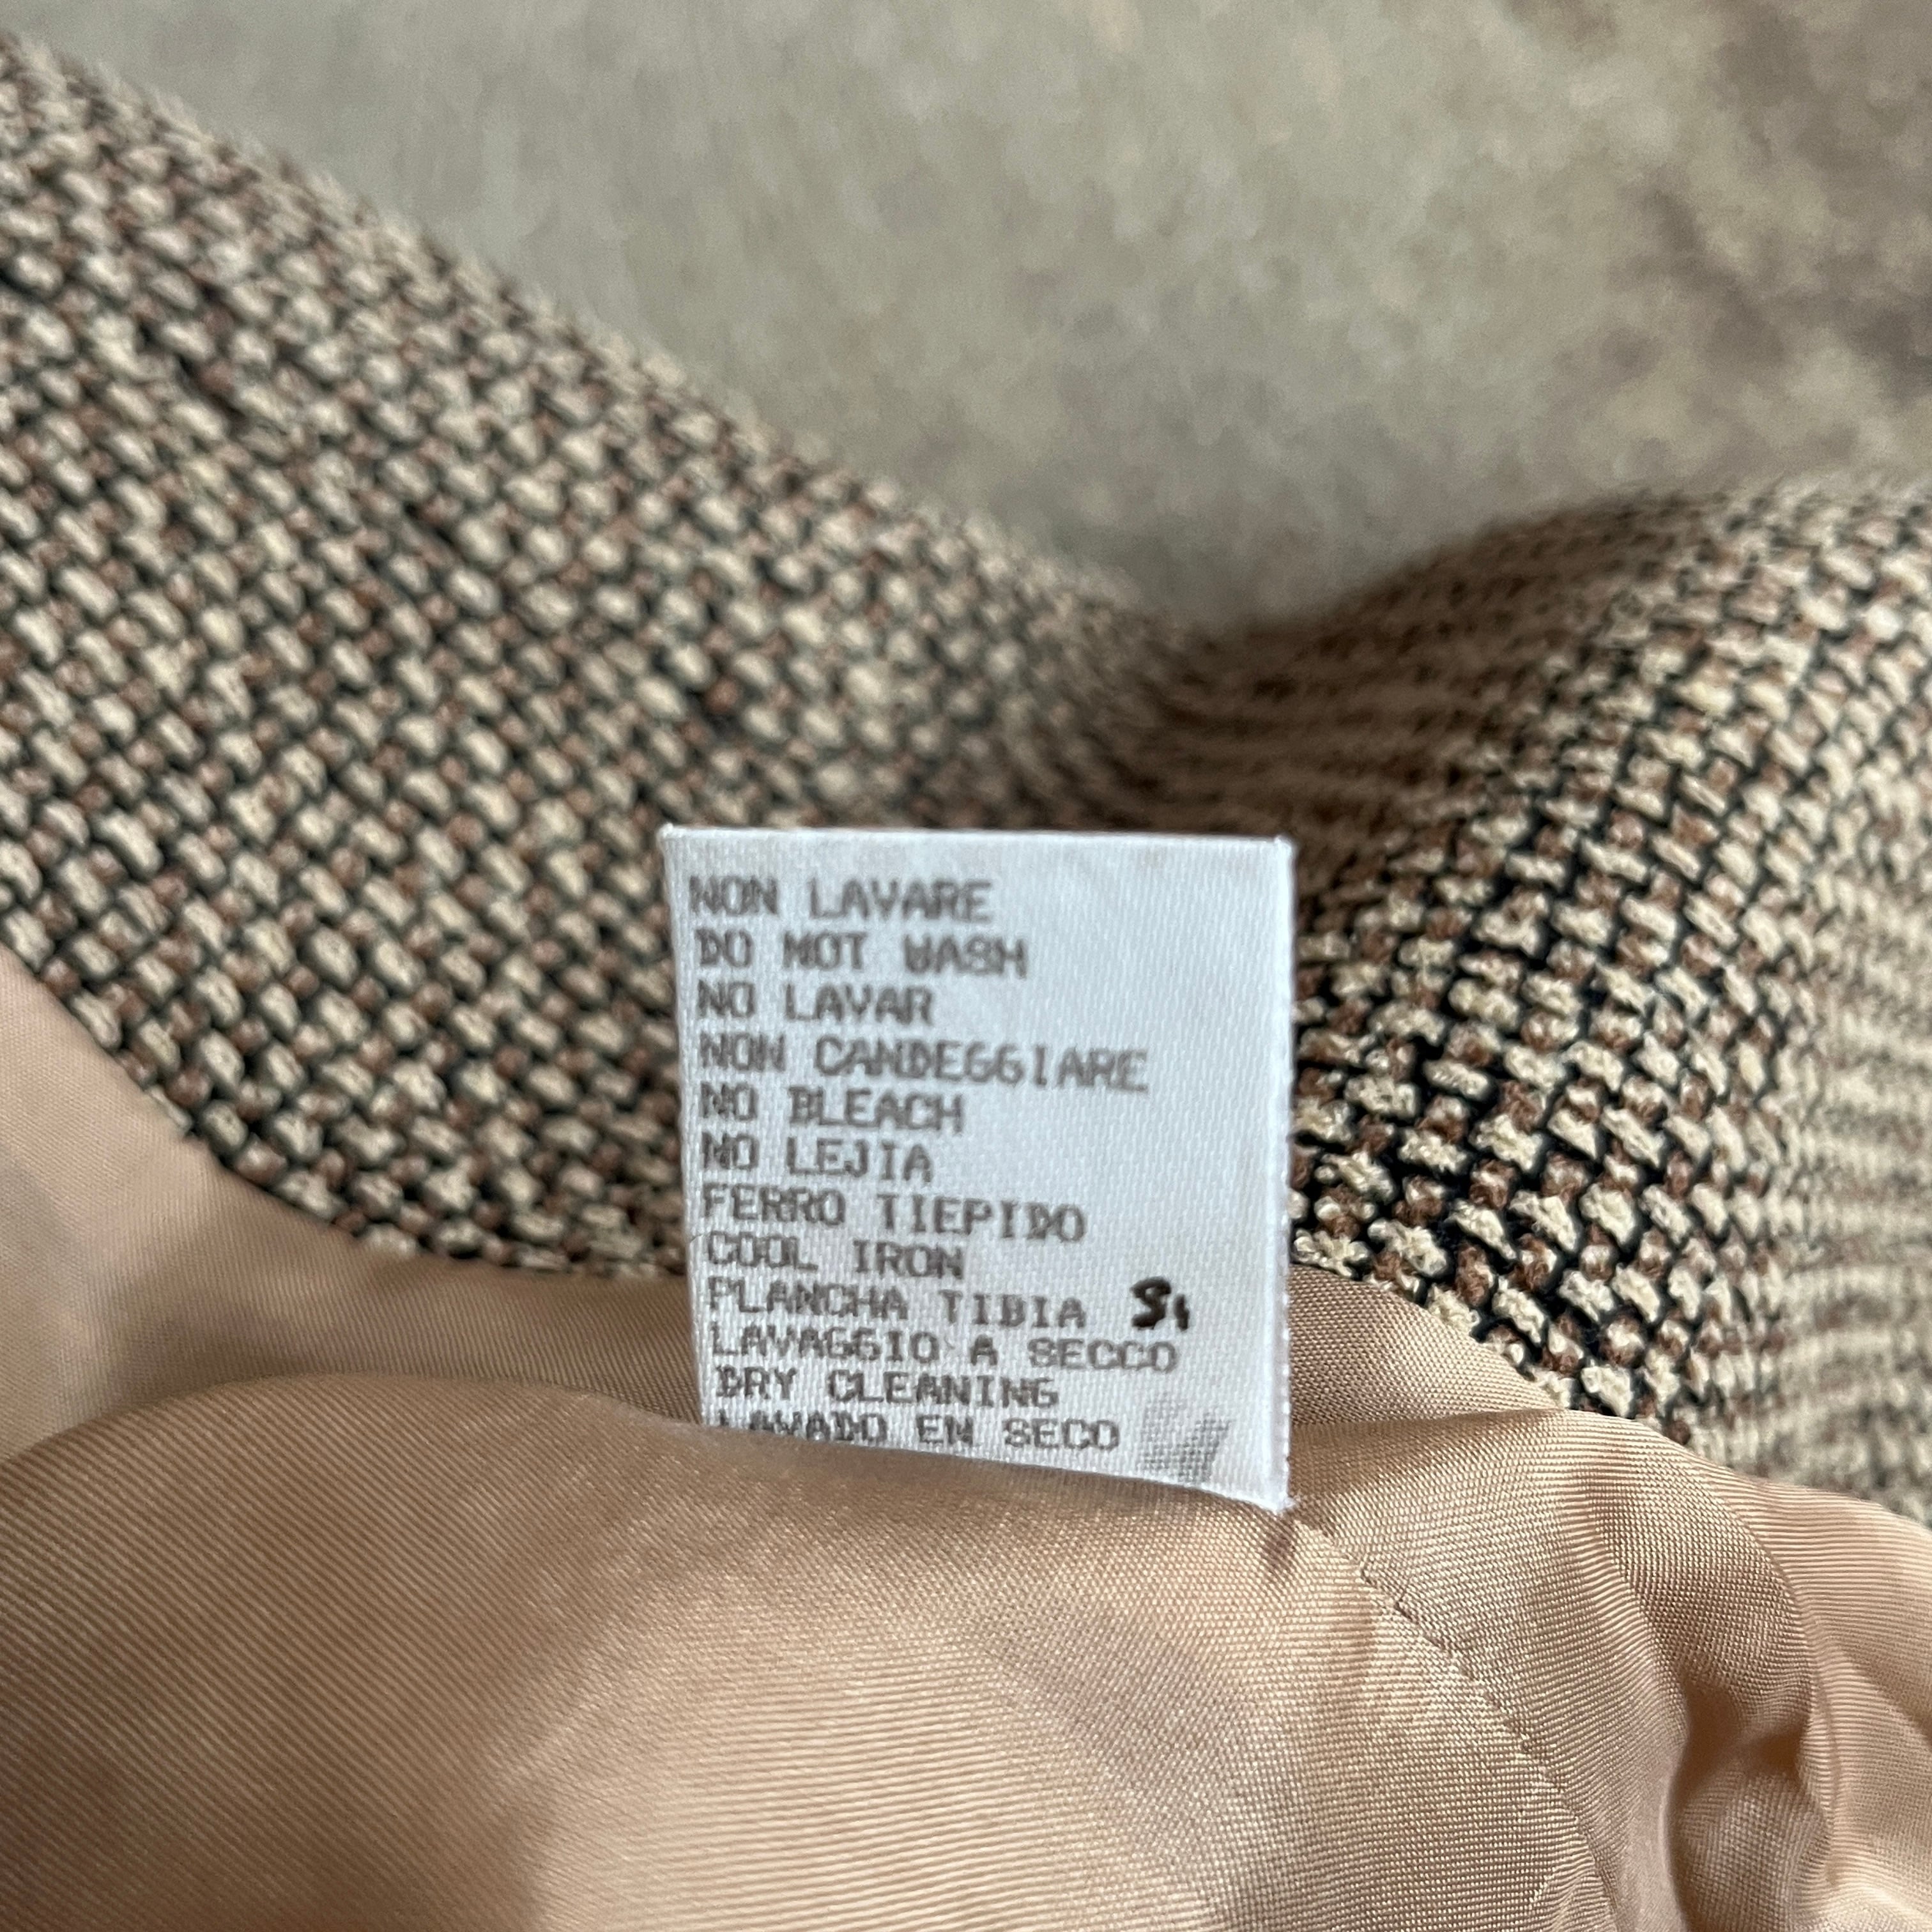 NON LAVARE
DO NOT WASH
NO LAVAR
NON CANDEGGIARE
NO BLEACH
NO LEJIA
FERRO TIEPIDO
COOL IRON
PLANCHA TIBIA
LAVAGGIO A SECCO
DRY CLEANING
LAVADO EN SECO